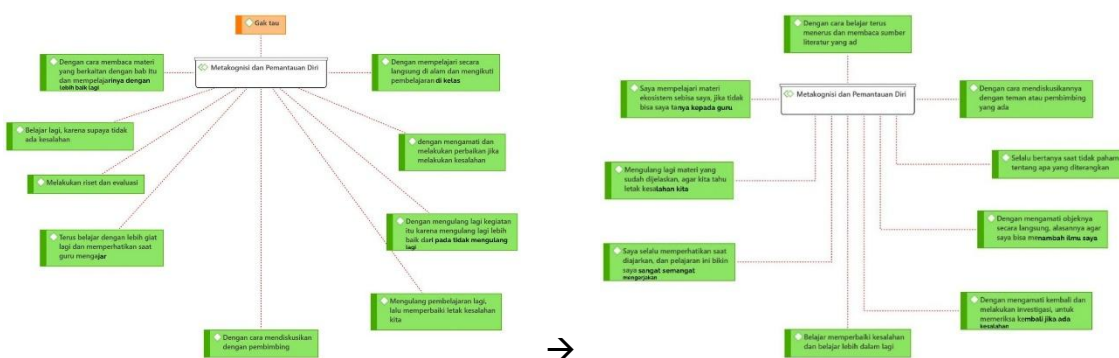 Gak tau
Metakognisi dan Pemantauan Diri
Dengan cara membaca materi
yang berkaitan dengan bab itu
dan mempelajarinya dengan
lebih baik lagi
Dengan mempelajari secara
langsung di alam dan mengikuti
pembelajaran di kelas
Belajar lagi, karena supaya tidak
ada kesalahan
dengan mengamati dan
melakukan perbaikan jika
melakukan kesalahan
Melakukan riset dan evaluasi
Dengan mengulang lagi kegiatan
itu karena mengulang lagi lebih
baik dari pada tidak mengulang
lagi
Terus belajar dengan lebih giat
lagi dan memperhatikan saat
guru mengajar
Mengulang pembelajaran lagi,
lalu memperbaiki letak kesalahan
kita
Dengan cara mendiskusikan
dengan pembimbing
→
Dengan cara belajar terus
menerus dan membaca sumber
literatur yang ad
Metakognisi dan Pemantauan Diri
Saya mempelajari materi
ekosistem sebisa saya, jika tidak
bisa saya tanya kepada guru
Dengan cara mendiskusikannya
dengan teman atau pembimbing
yang ada
Mengulang lagi materi yang
sudah dijelaskan, agar kita tahu
letak kesalahan kita
Selalu bertanya saat tidak paham
tentang apa yang diterangkan
Dengan mengamati objeknya
secara langsung, alasannya agar
saya bisa menambah ilmu saya
Saya selalu memperhatikan saat
diajarkan, dan pelajaran ini bikin
saya sangat semangat
mengerjakan
Dengan mengamati kembali dan
melakukan investigasi, untuk
memeriksa kembali jika ada
kesalahan
Belajar memperbaiki kesalahan
dan belajar lebih dalam lagi